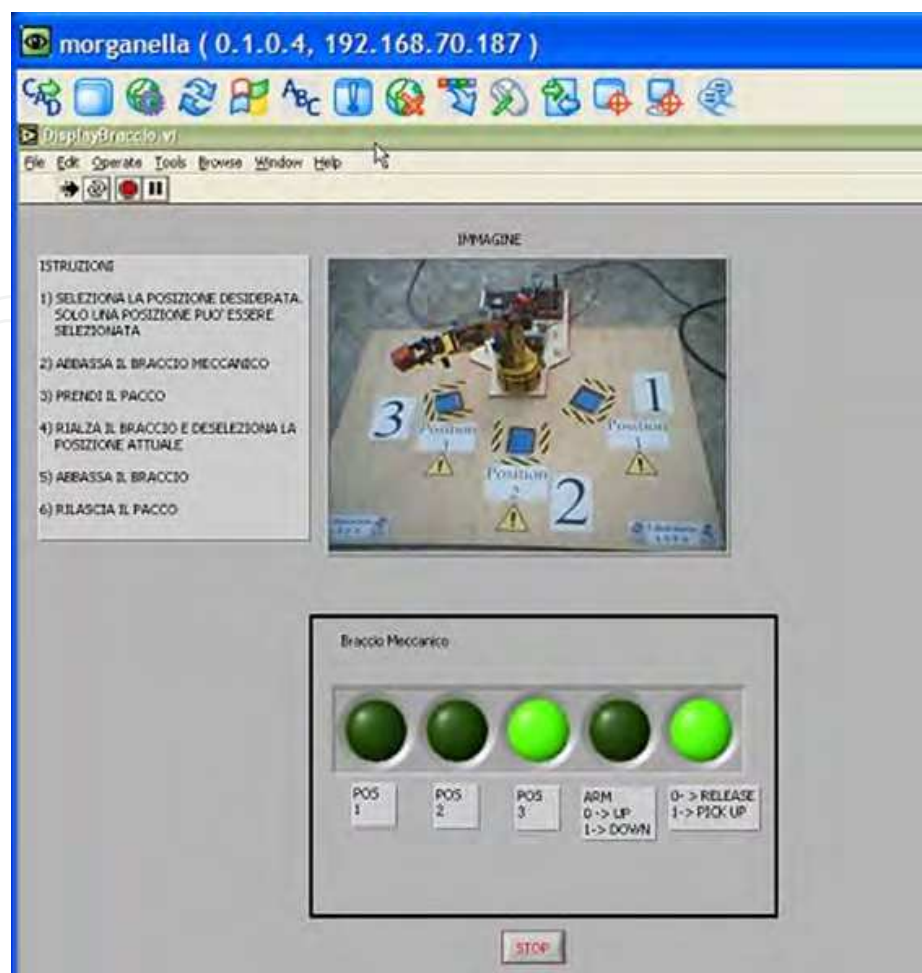 morganella ( 0.1.0.4, 192.168.70.187 )
CAD
ABC
DisplayBraccio.vi
File Edit Operate Tools Browse Window Help
ISTRUZIONI
1) SELEZIONA LA POSIZIONE DESIDERATA.
SOLO UNA POSIZIONE PUO' ESSERE
SELEZIONATA
2) ABBASSA IL BRACCIO MECCANICO
3) PRENDI IL PACCO
4) RIALZA IL BRACCIO E DESELEZIONA LA
POSIZIONE ATTUALE
5) ABBASSA IL BRACCIO
6) RILASCIA IL PACCO
IMMAGINE
3
Position
1
Position
Position
2
2
Braccio Meccanico
POS
1
POS
2
POS
3
ARM
0 -> UP
1-> DOWN
0- > RELEASE
1-> PICK UP
STOP